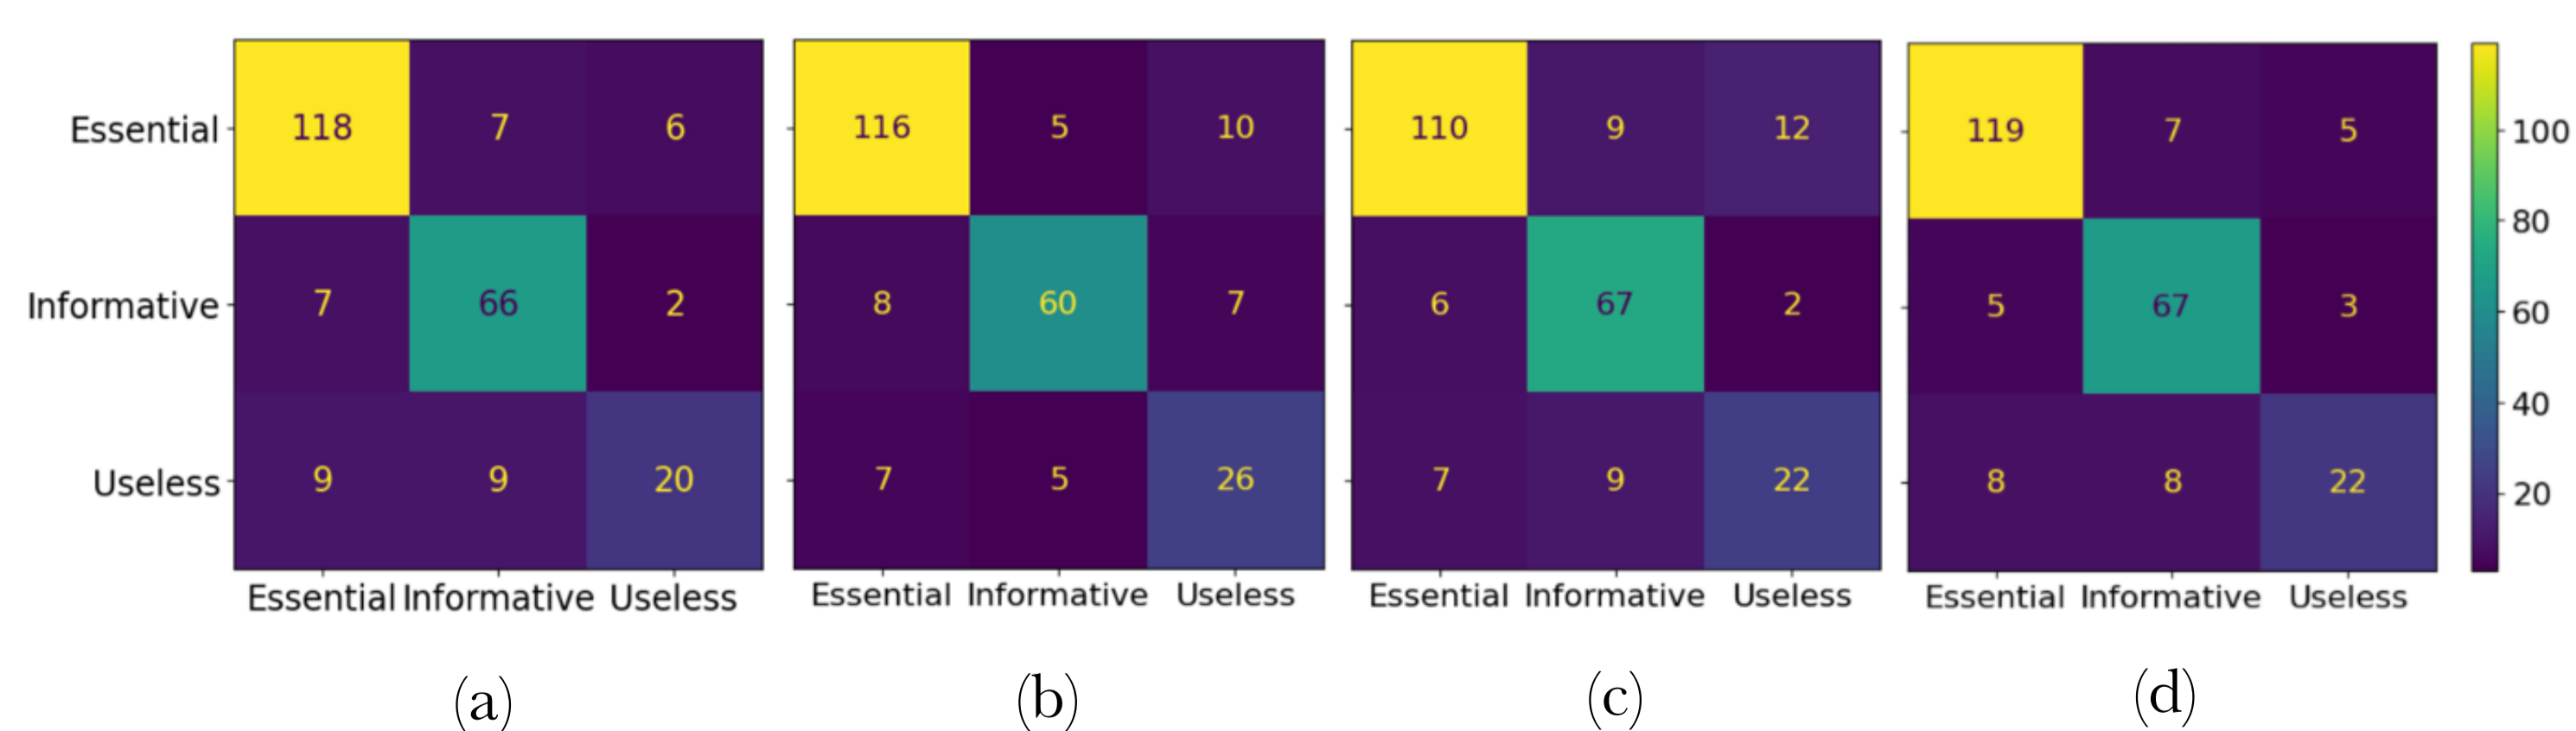 Essential 118 7 6 116 5 10 110 9 12 119 7 5 100
80
Informative 7 66 2 8 60 7 6 67 2 5 67 3 60
40
Useless 9 9 20 7 5 26 7 9 22 8 8 22 20
Essential Informative Useless Essential Informative Useless Essential Informative Useless Essential Informative Useless
(a) (b) (c) (d)